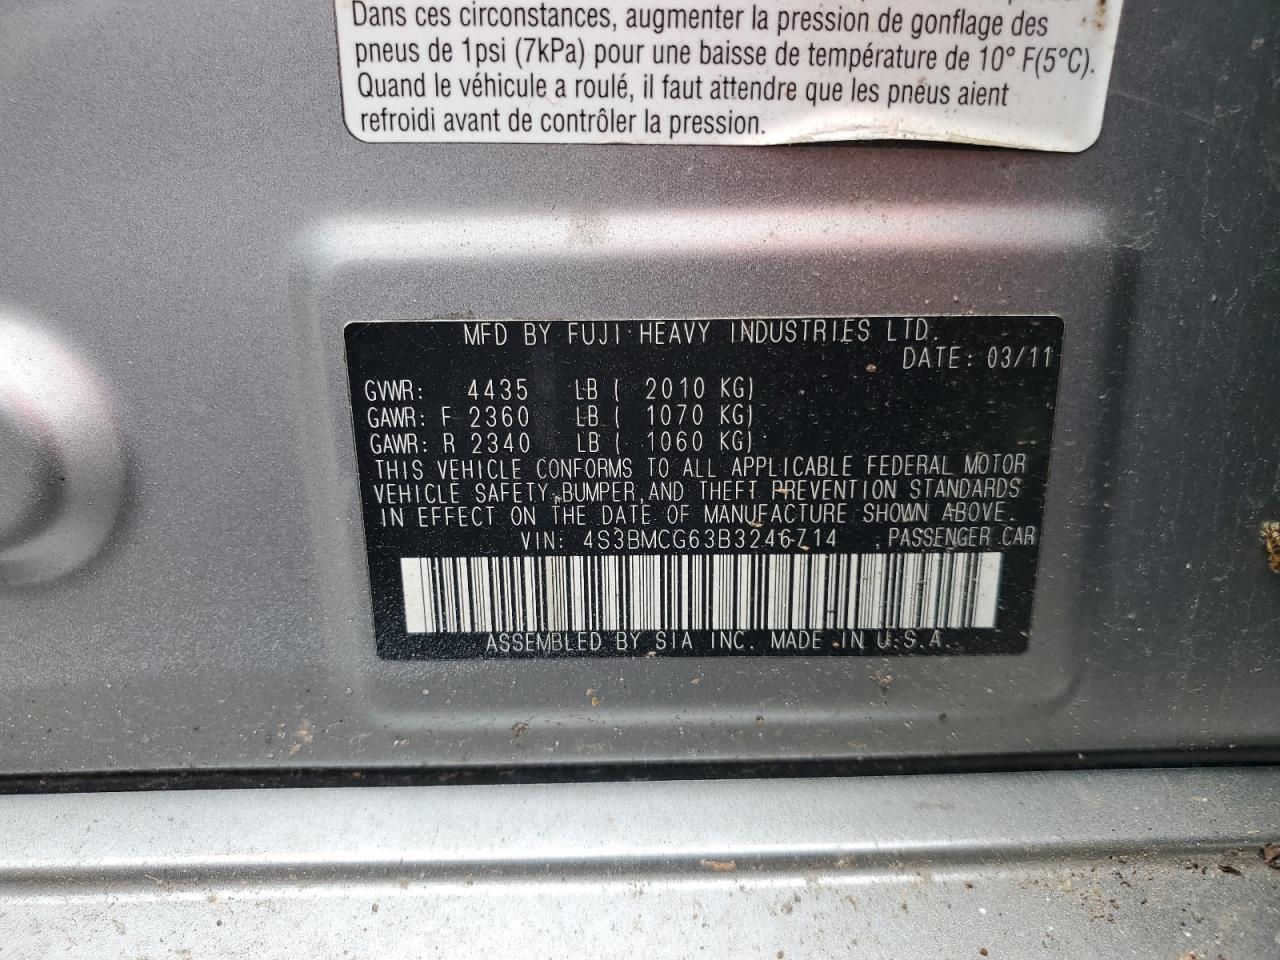 Dans ces circonstances, augmenter la pression de gonflage des
pneus de 1psi (7kPa) pour une baisse de température de 10° F(5°C).
Quand le véhicule a roulé, il faut attendre que les pneus aient
refroidi avant de contrôler la pression.
MFD BY FUJI HEAVY INDUSTRIES LTD.
DATE: 03/11
GVWR: 4435 LB ( 2010 KG)
GAWR: F 2360 LB ( 1070 KG)
GAWR: R 2340 LB ( 1060 KG)
THIS VEHICLE CONFORMS TO ALL APPLICABLE FEDERAL MOTOR
VEHICLE SAFETY,BUMPER,AND THEFT PREVENTION STANDARDS
IN EFFECT ON THE DATE OF MANUFACTURE SHOWN ABOVE.
VIN: 4S3BMCG63B3246714 ,PASSENGER CAR
ASSEMBLED BY SIA INC. MADE IN U.S.A.